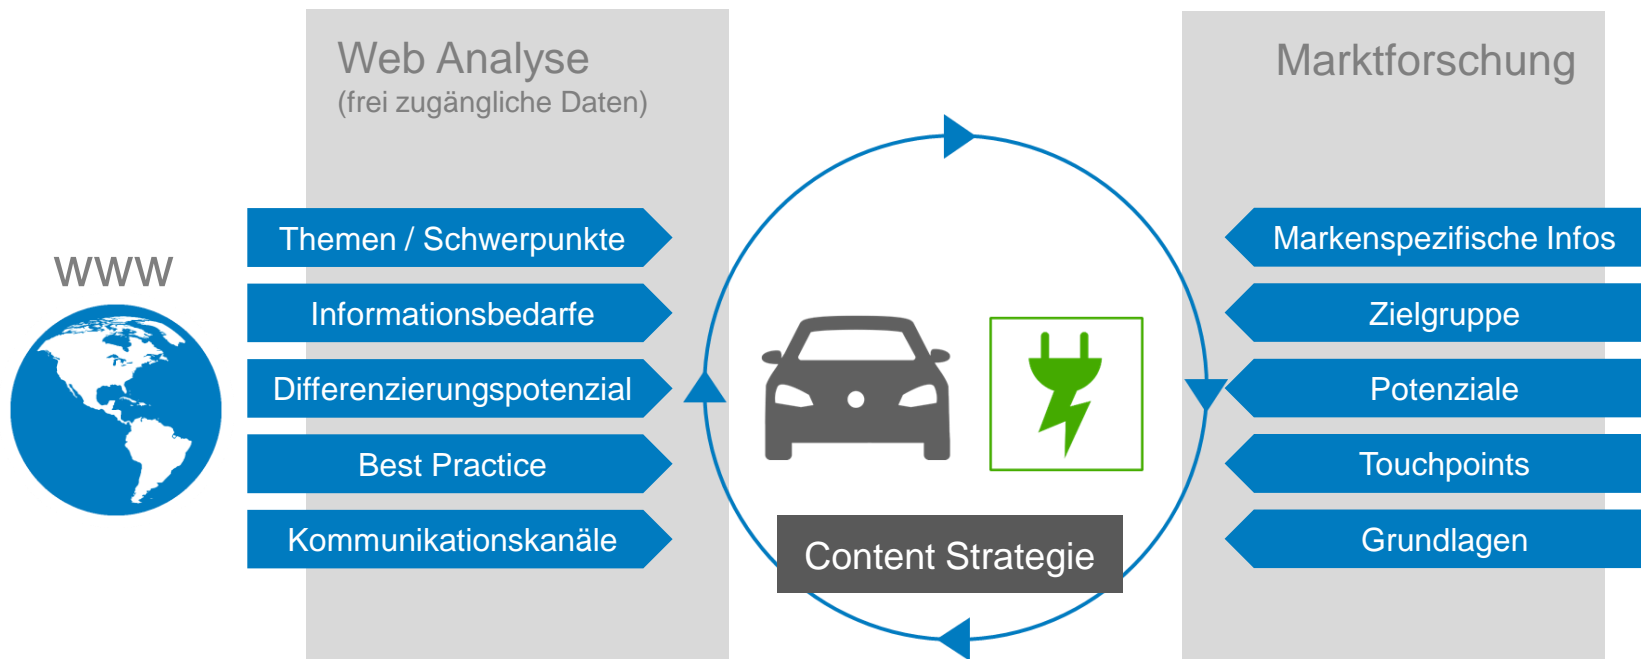 Web Analyse
(frei zugängliche Daten)
Marktforschung
www
Themen / Schwerpunkte
Informationsbedarfe
Differenzierungspotenzial
Best Practice
Kommunikationskanäle
Content Strategie
Markenspezifische Infos
Zielgruppe
Potenziale
Touchpoints
Grundlagen